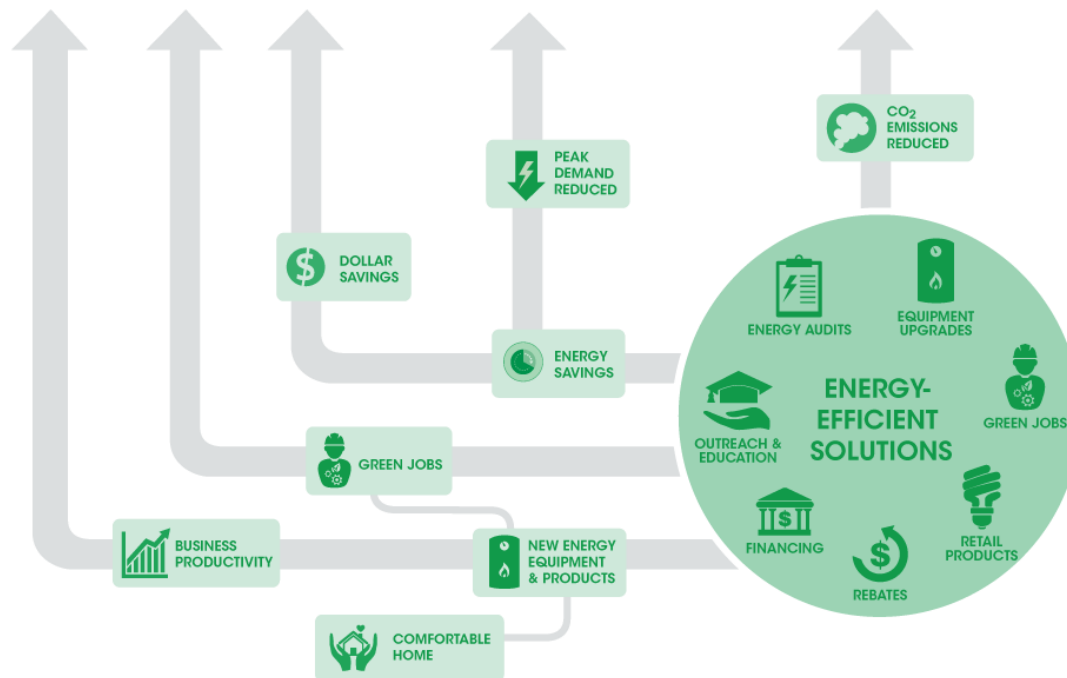 CO₂
EMISSIONS
REDUCED
PEAK
DEMAND
REDUCED
$
DOLLAR
SAVINGS
ENERGY
SAVINGS
GREEN JOBS
BUSINESS
PRODUCTIVITY
NEW ENERGY
EQUIPMENT
& PRODUCTS
COMFORTABLE
HOME
ENERGY AUDITS
EQUIPMENT
UPGRADES
ENERGY-
EFFICIENT
SOLUTIONS
GREEN JOBS
OUTREACH &
EDUCATION
$
FINANCING
$
REBATES
RETAIL
PRODUCTS